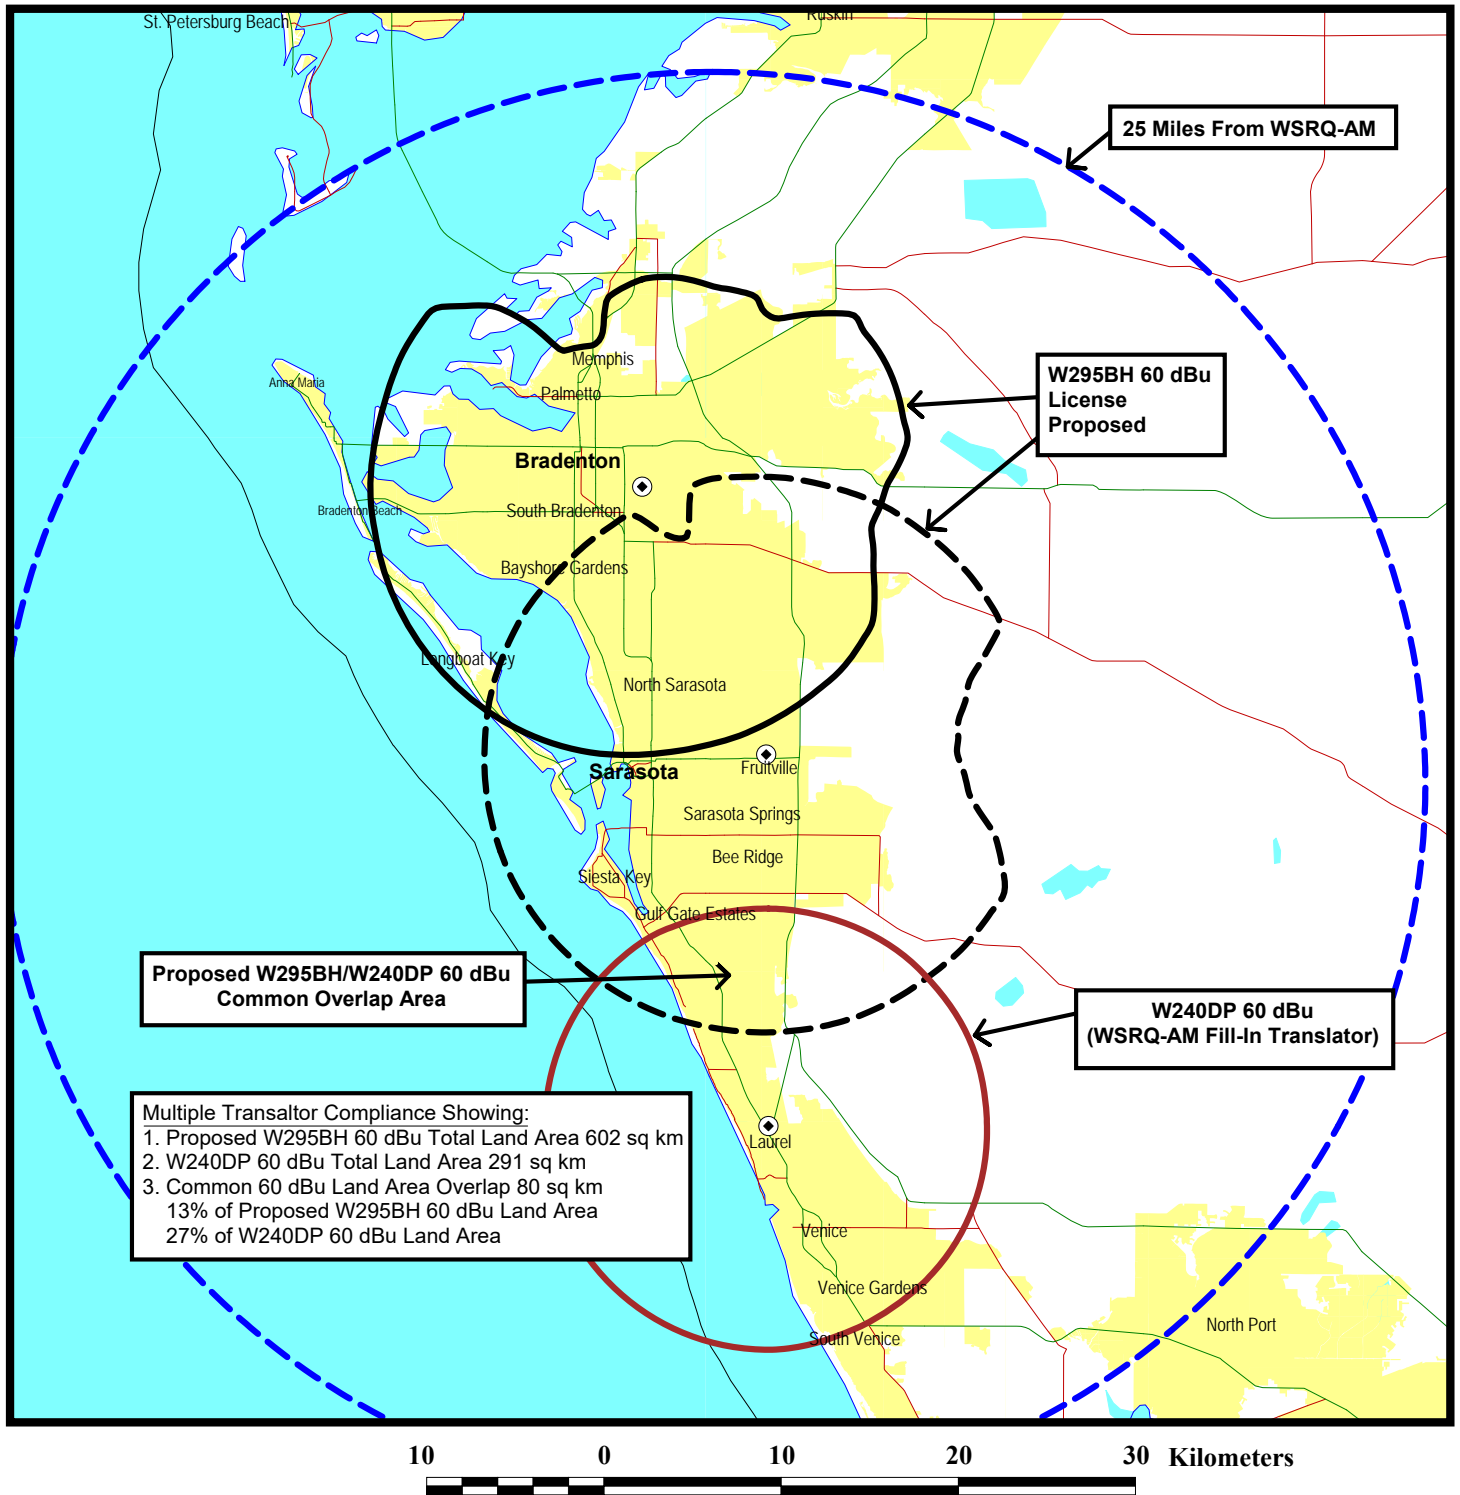 St. Petersburg Beach
Ruskin
25 Miles From WSRQ-AM
Memphis
Anna Maria
Palmetto
W295BH 60 dBu
License
Proposed
Bradenton
Bradenton Beach
South Bradenton
Bayshore Gardens
Longboat Key
North Sarasota
Sarasota
Fruitville
Sarasota Springs
Bee Ridge
Siesta Key
Gulf Gate Estates
Proposed W295BH/W240DP 60 dBu
Common Overlap Area
W240DP 60 dBu
(WSRQ-AM Fill-In Translator)
Multiple Transaltor Compliance Showing:
1. Proposed W295BH 60 dBu Total Land Area 602 sq km
2. W240DP 60 dBu Total Land Area 291 sq km
3. Common 60 dBu Land Area Overlap 80 sq km
13% of Proposed W295BH 60 dBu Land Area
27% of W240DP 60 dBu Land Area
Laurel
Venice
Venice Gardens
South Venice
North Port
10 0 10 20 30 Kilometers